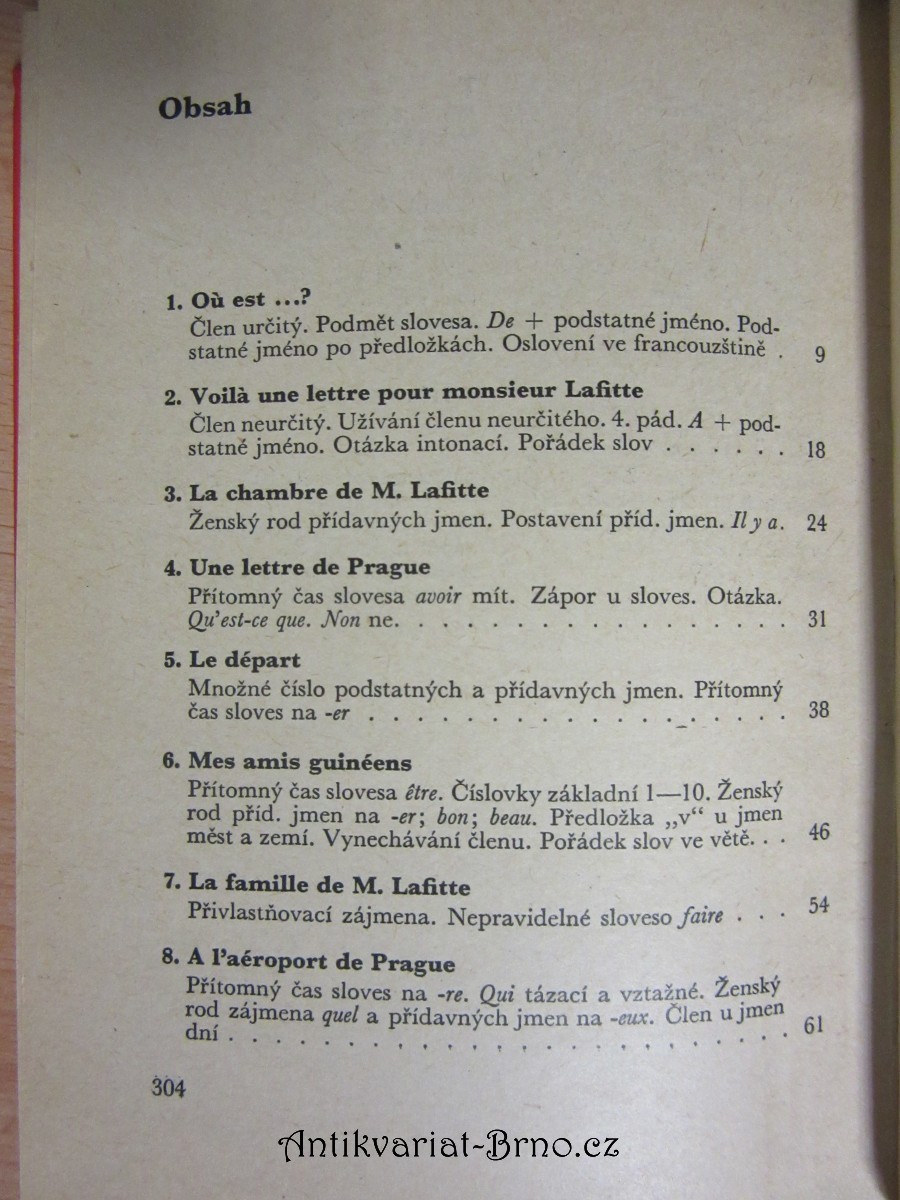 Obsah
1. Où est ...?
Člen určitý. Podmět slovesa. De + podstatné jméno. Pod-
statné jméno po předložkách. Oslovení ve francouzštině . 9
2. Voilà une lettre pour monsieur Lafitte
Člen neurčitý. Užívání členu neurčitého. 4. pád. A + pod-
statné jméno. Otázka intonací. Pořádek slov . . . . . . 18
3. La chambre de M. Lafitte
Ženský rod přídavných jmen. Postavení příd. jmen. Il y a. 24
4. Une lettre de Prague
Přítomný čas slovesa avoir mít. Zápor u sloves. Otázka.
Qu'est-ce que. Non ne. . . . . . . . . . . . . . . . . 31
5. Le départ
Množné číslo podstatných a přídavných jmen. Přítomný
čas sloves na -er . . . . . . . . . . . . . . . . . 38
6. Mes amis guinéens
Přítomný čas slovesa être. Číslovky základní 1—10. Ženský
rod příd. jmen na -er; bon; beau. Předložka „v“ u jmen
měst a zemí. Vynechávání členu. Pořádek slov ve větě. . . 46
7. La famille de M. Lafitte
Přivlastňovací zájmena. Nepravidelné sloveso faire . . . 54
8. A l'aéroport de Prague
Přítomný čas sloves na -re. Qui tázací a vztažné. Ženský
rod zájmena quel a přídavných jmen na -eux. Člen u jmen
dní . . . . . . . . . . . . . . . . . . . . 61
304
Antikvariat-Brno.cz